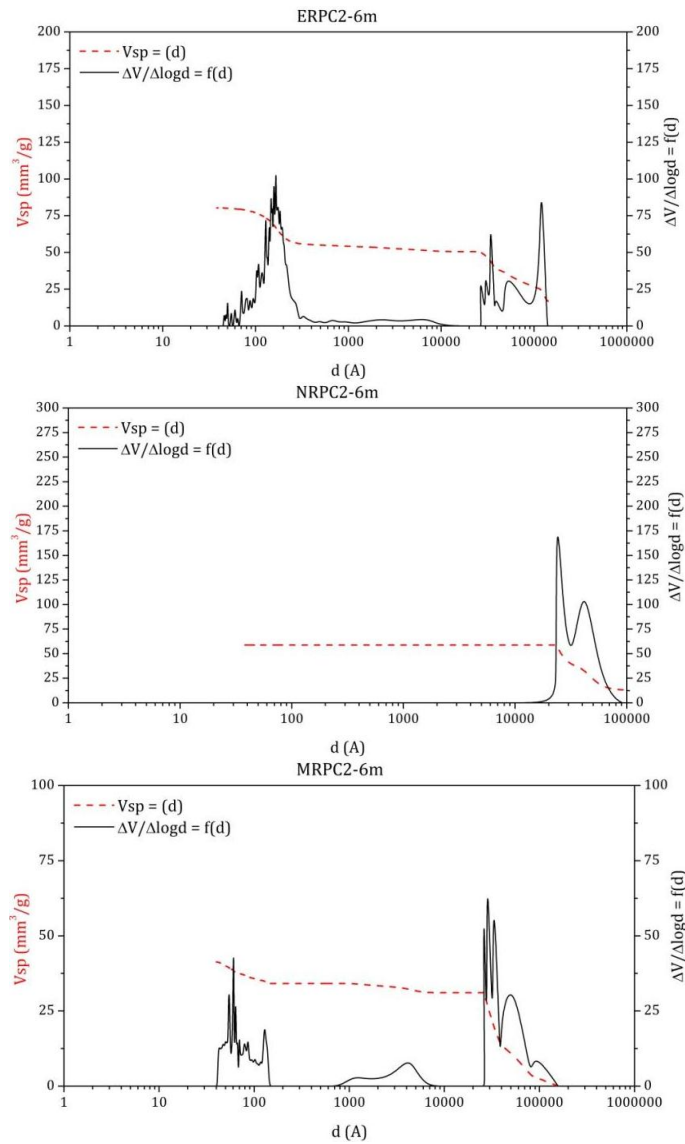 ERPC2-6m
Vsp = (d)
ΔV/Δlogd = f(d)
Vsp (mm³/g)
ΔV/Δlogd = f(d)
200 200
175 175
150 150
125 125
100 100
75 75
50 50
25 25
0 0
1 10 100 1000 10000 100000 1000000
d (A)
NRPC2-6m
Vsp = (d)
ΔV/Δlogd = f(d)
Vsp (mm³/g)
ΔV/Δlogd = f(d)
300 300
275 275
250 250
225 225
200 200
175 175
150 150
125 125
100 100
75 75
50 50
25 25
0 0
1 10 100 1000 10000 100000
d (A)
MRPC2-6m
Vsp = (d)
ΔV/Δlogd = f(d)
Vsp (mm³/g)
ΔV/Δlogd = f(d)
100 100
75 75
50 50
25 25
0 0
1 10 100 1000 10000 100000 1000000
d (A)